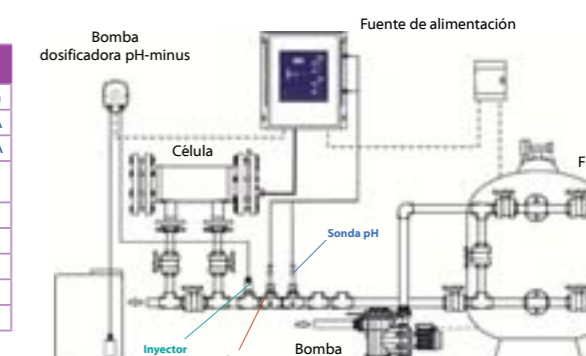 Fuente de alimentación
Bomba
dosificadora pH-minus
Célula
Sonda pH
Inyector
Bomba